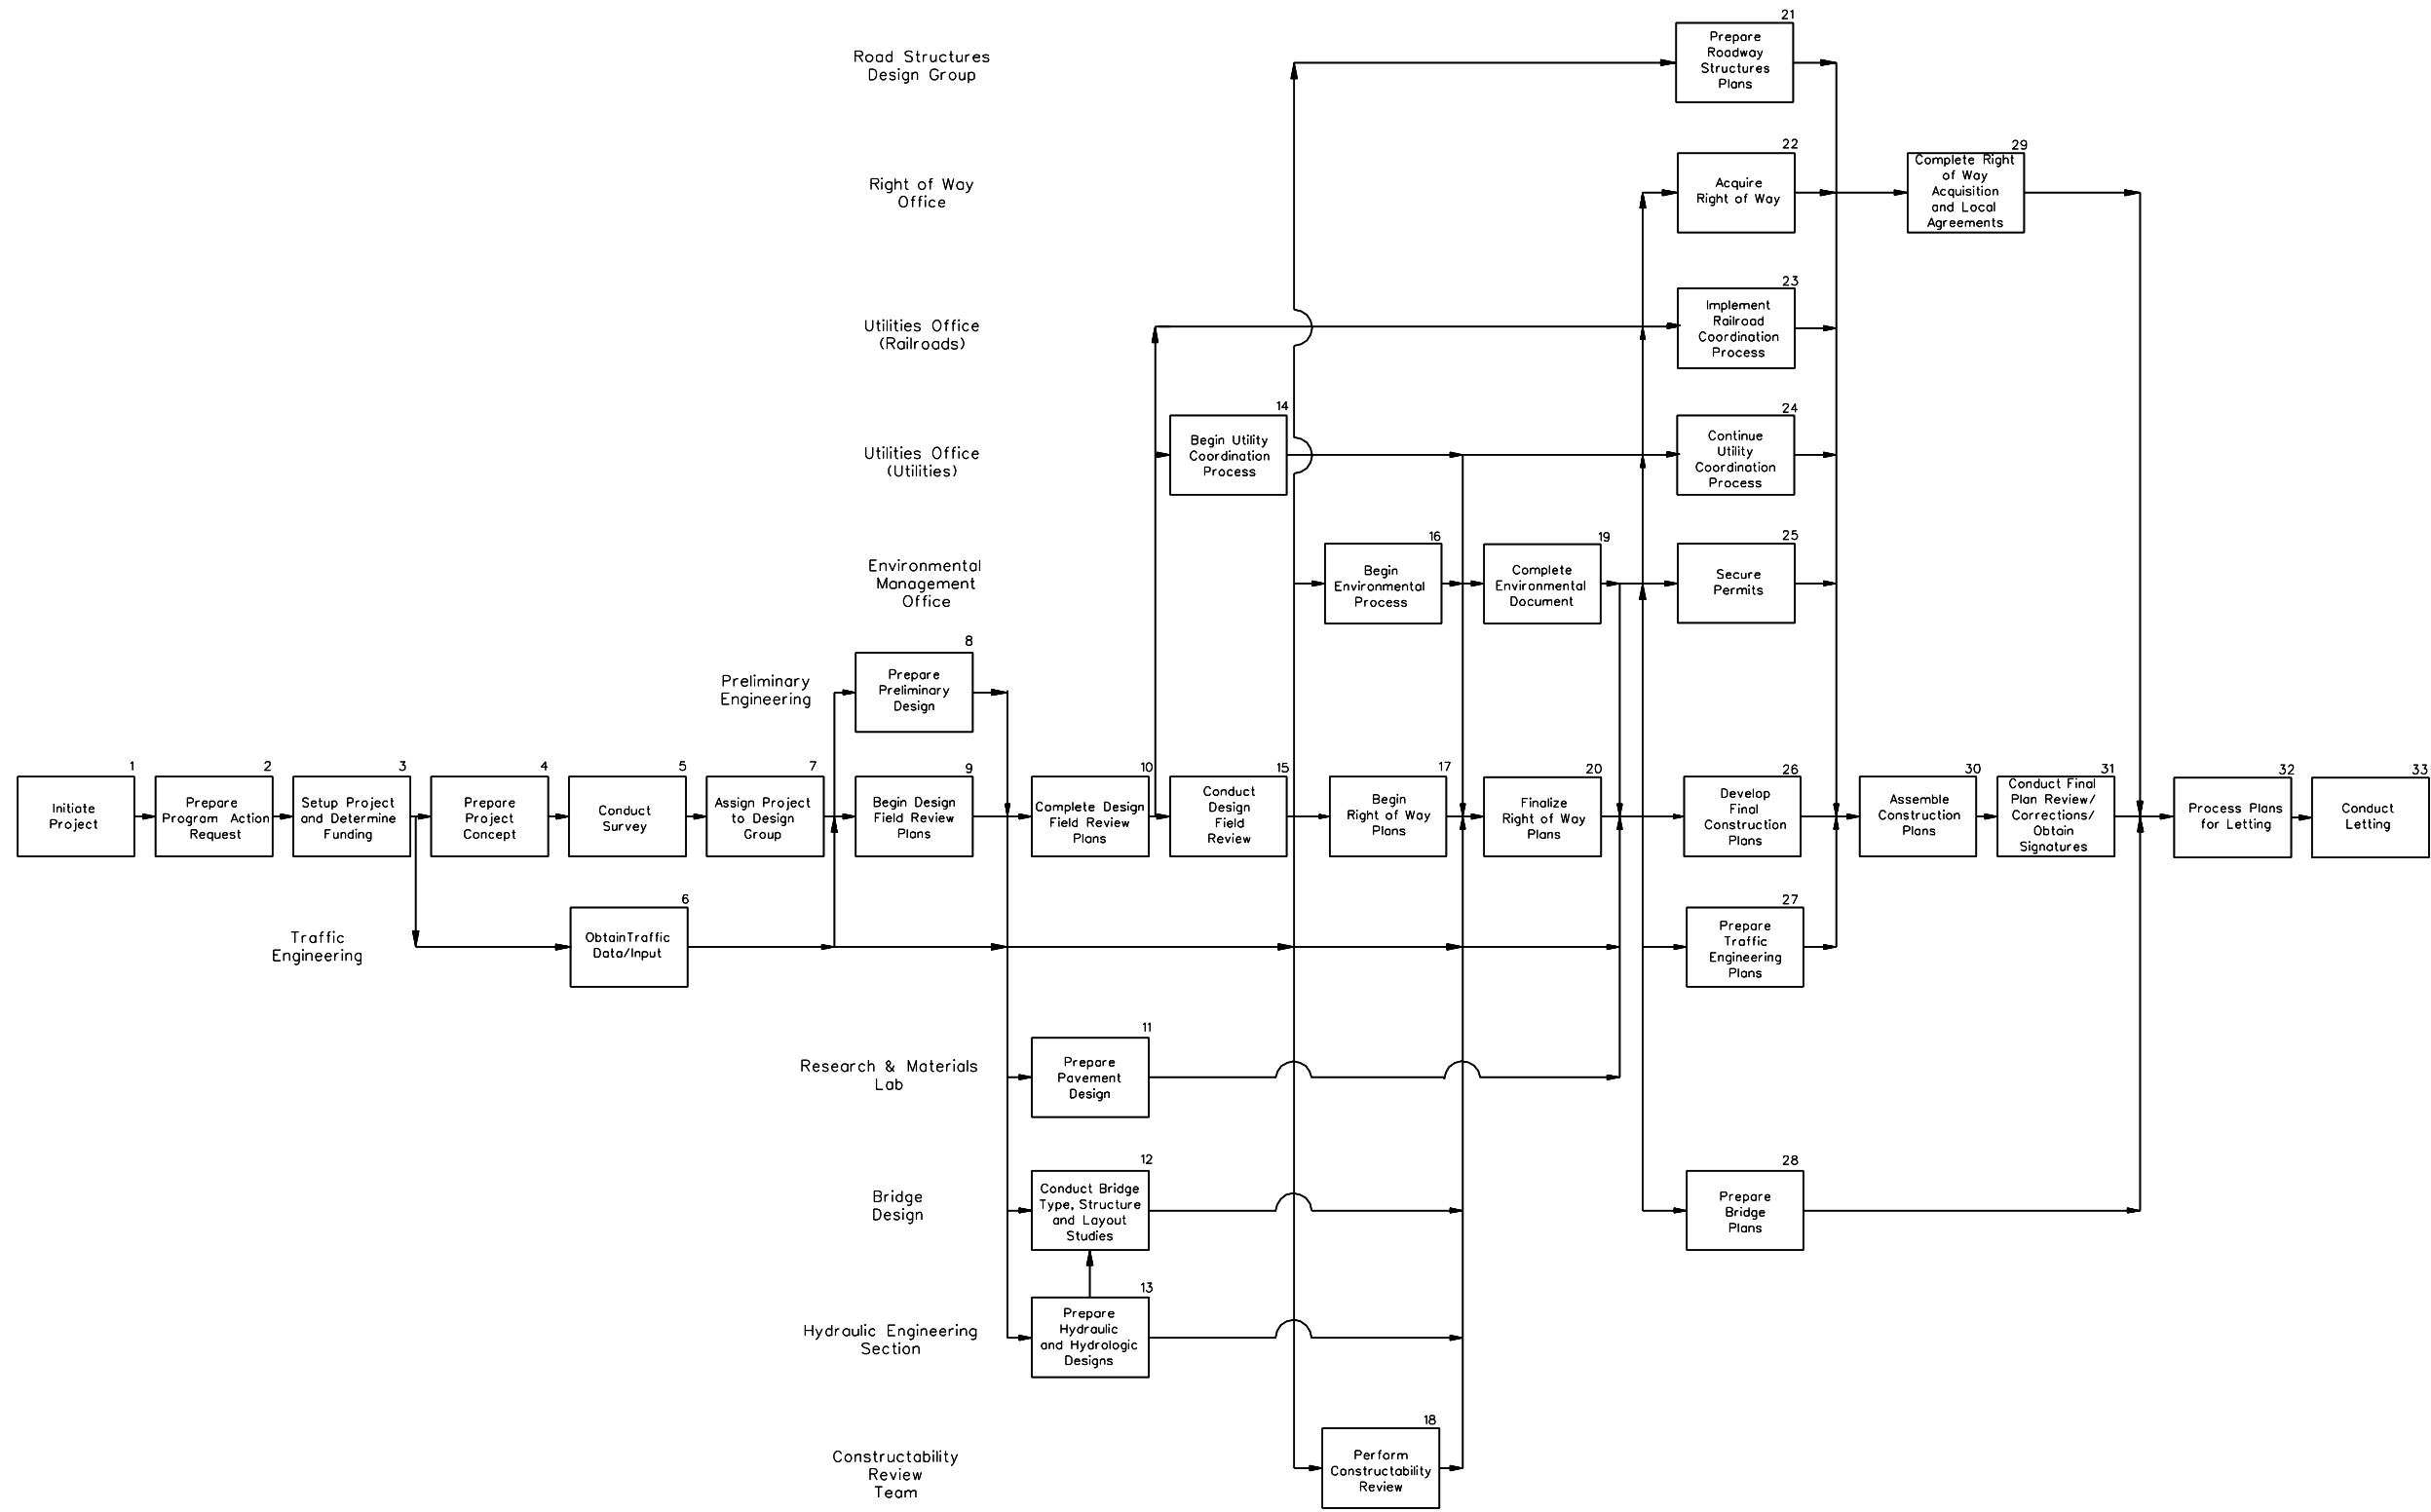 21
Prepare
Roadway
Structures
Plans
Road Structures
Design Group
22
Acquire
Right of Way
29
Complete Right
of Way
Acquisition
and Local
Agreements
Right of Way
Office
23
Implement
Railroad
Coordination
Process
Utilities Office
(Railroads)
14
Begin Utility
Coordination
Process
24
Continue
Utility
Coordination
Process
Utilities Office
(Utilities)
16
Begin
Environmental
Process
19
Complete
Environmental
Document
25
Secure
Permits
Environmental
Management
Office
8
Prepare
Preliminary
Design
Preliminary
Engineering
1
Initiate
Project
2
Prepare
Program Action
Request
3
Setup Project
and Determine
Funding
4
Prepare
Project
Concept
5
Conduct
Survey
7
Assign Project
to Design
Group
9
Begin Design
Field Review
Plans
10
Complete Design
Field Review
Plans
15
Conduct
Design
Field
Review
17
Begin
Right of Way
Plans
20
Finalize
Right of Way
Plans
26
Develop
Final
Construction
Plans
30
Assemble
Construction
Plans
31
Conduct Final
Plan Review/
Corrections/
Obtain
Signatures
32
Process Plans
for Letting
33
Conduct
Letting
Traffic
Engineering
6
ObtainTraffic
Data/Input
27
Prepare
Traffic
Engineering
Plans
Research & Materials
Lab
11
Prepare
Pavement
Design
Bridge
Design
12
Conduct Bridge
Type, Structure
and Layout
Studies
28
Prepare
Bridge
Plans
Hydraulic Engineering
Section
13
Prepare
Hydraulic
and Hydrologic
Designs
Constructability
Review
Team
18
Perform
Constructability
Review